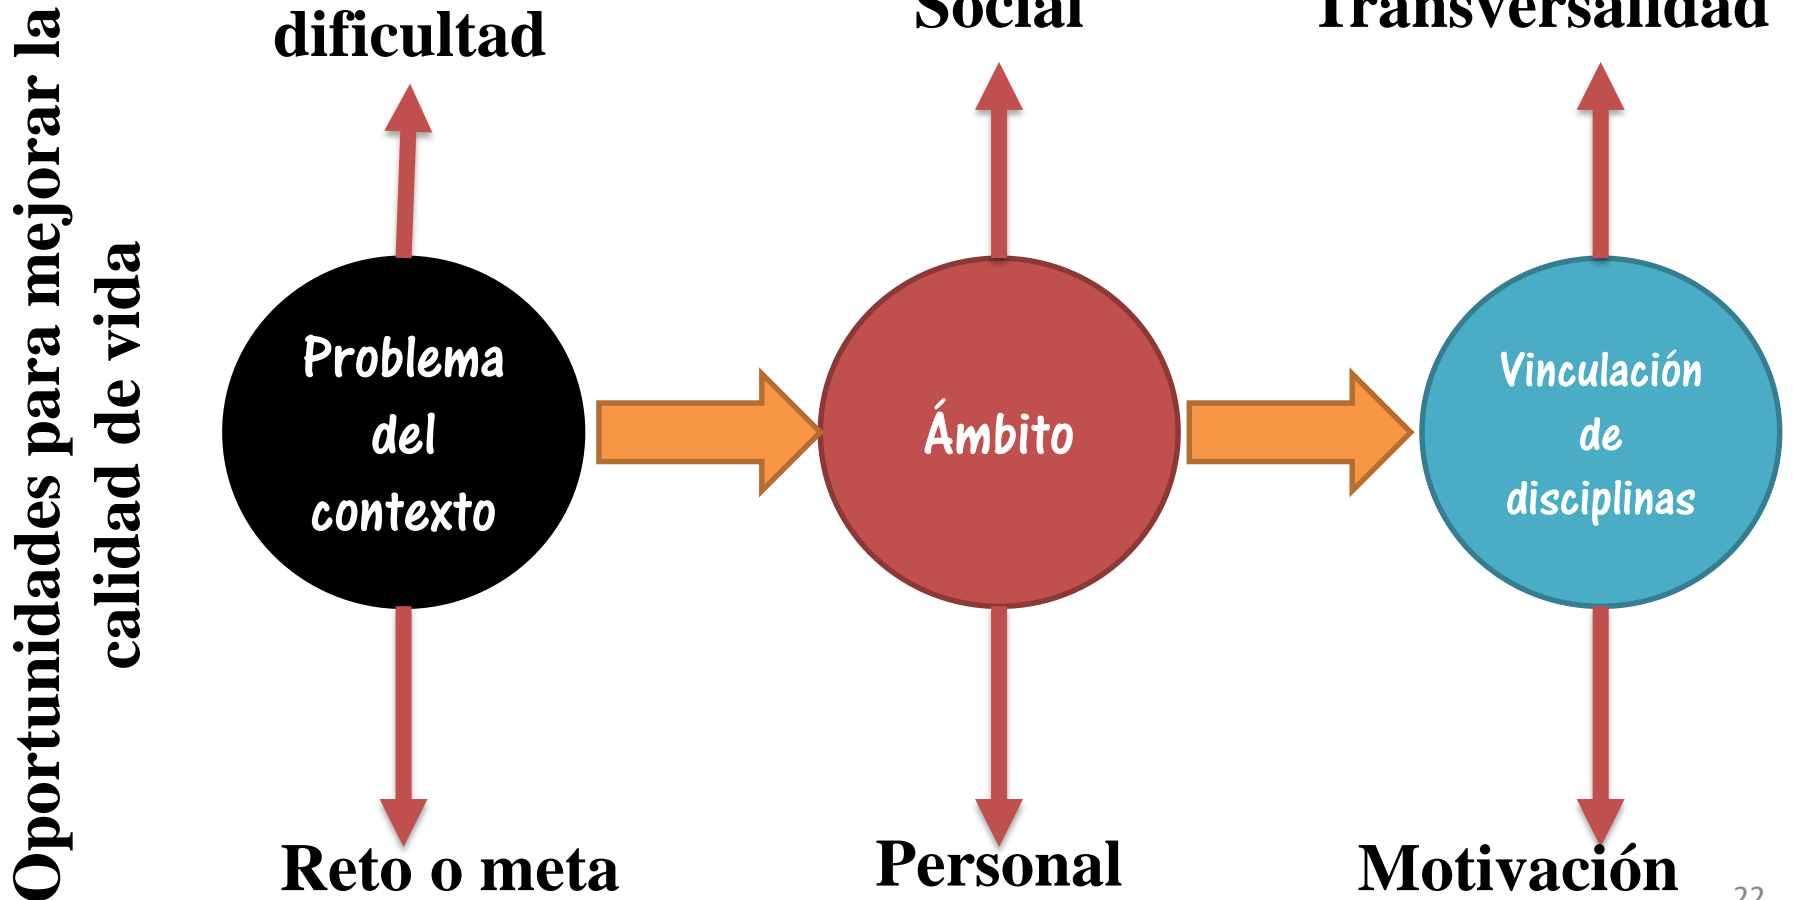 Oportunidades para mejorar la
calidad de vida
dificultad
Social
Transversalidad
Problema
del
contexto
Ámbito
Vinculación
de
disciplinas
Reto o meta
Personal
Motivación
22